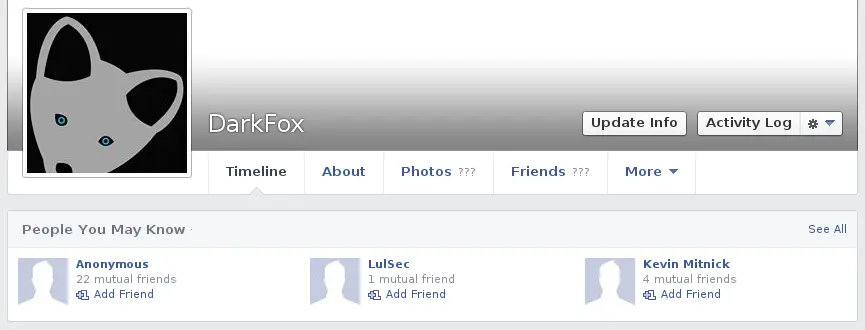 DarkFox
Update Info
Activity Log
Timeline About Photos ??? Friends ??? More
People You May Know ·
See All
Anonymous
22 mutual friends
Add Friend
LulSec
1 mutual friend
Add Friend
Kevin Mitnick
4 mutual friends
Add Friend